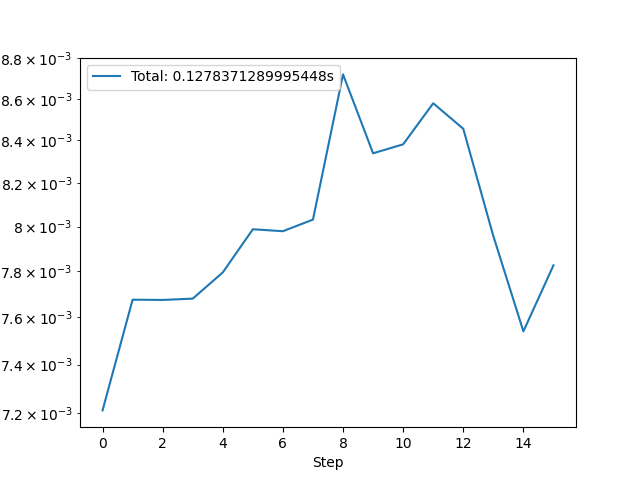 Total: 0.1278371289995448s
8.8 × 10⁻³
8.6 × 10⁻³
8.4 × 10⁻³
8.2 × 10⁻³
8 × 10⁻³
7.8 × 10⁻³
7.6 × 10⁻³
7.4 × 10⁻³
7.2 × 10⁻³
0 2 4 6 8 10 12 14
Step